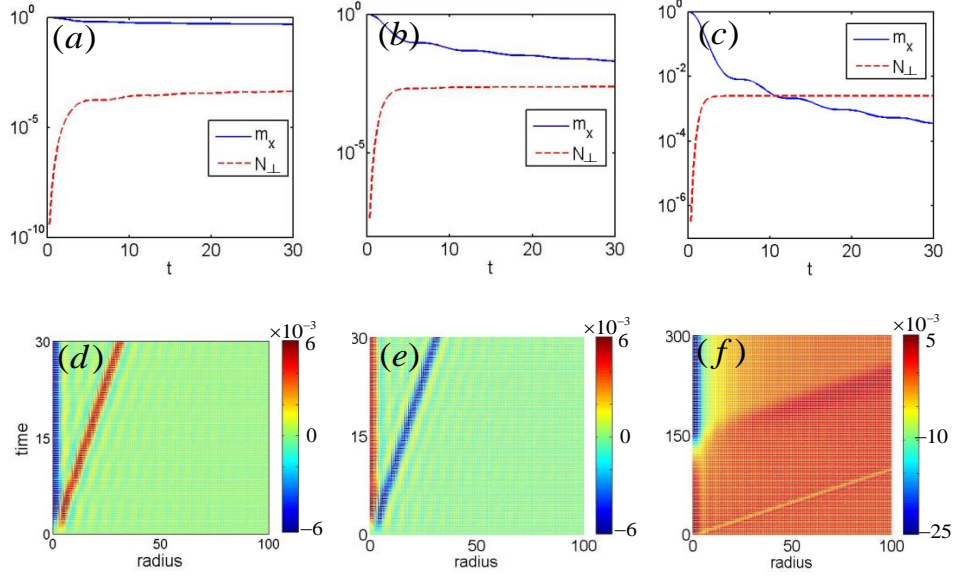 10^0
(a)
10^-5
10^-10
m_x
N_⊥
0 10 20 30
t
10^0
(b)
10^-5
m_x
N_⊥
0 10 20 30
t
10^0
(c)
10^-2
10^-4
10^-6
m_x
N_⊥
0 10 20 30
t
30
(d)
15
0
time
0 50 100
radius
×10^-3
6
0
−6
30
(e)
15
0
0 50 100
radius
×10^-3
6
0
−6
300
(f)
150
0
0 50 100
radius
×10^-3
5
−10
−25